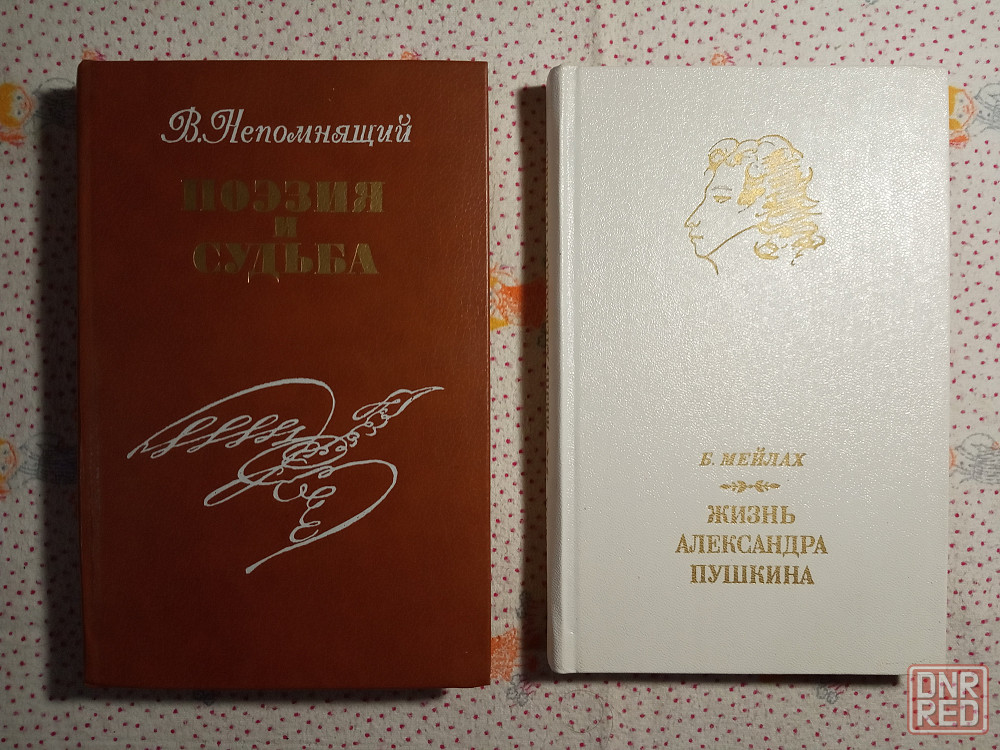 В. Непомнящий
ПОЭЗИЯ
И
СУДЬБА
Б. МЕЙЛАХ
ЖИЗНЬ
АЛЕКСАНДРА
ПУШКИНА
DNR
RED